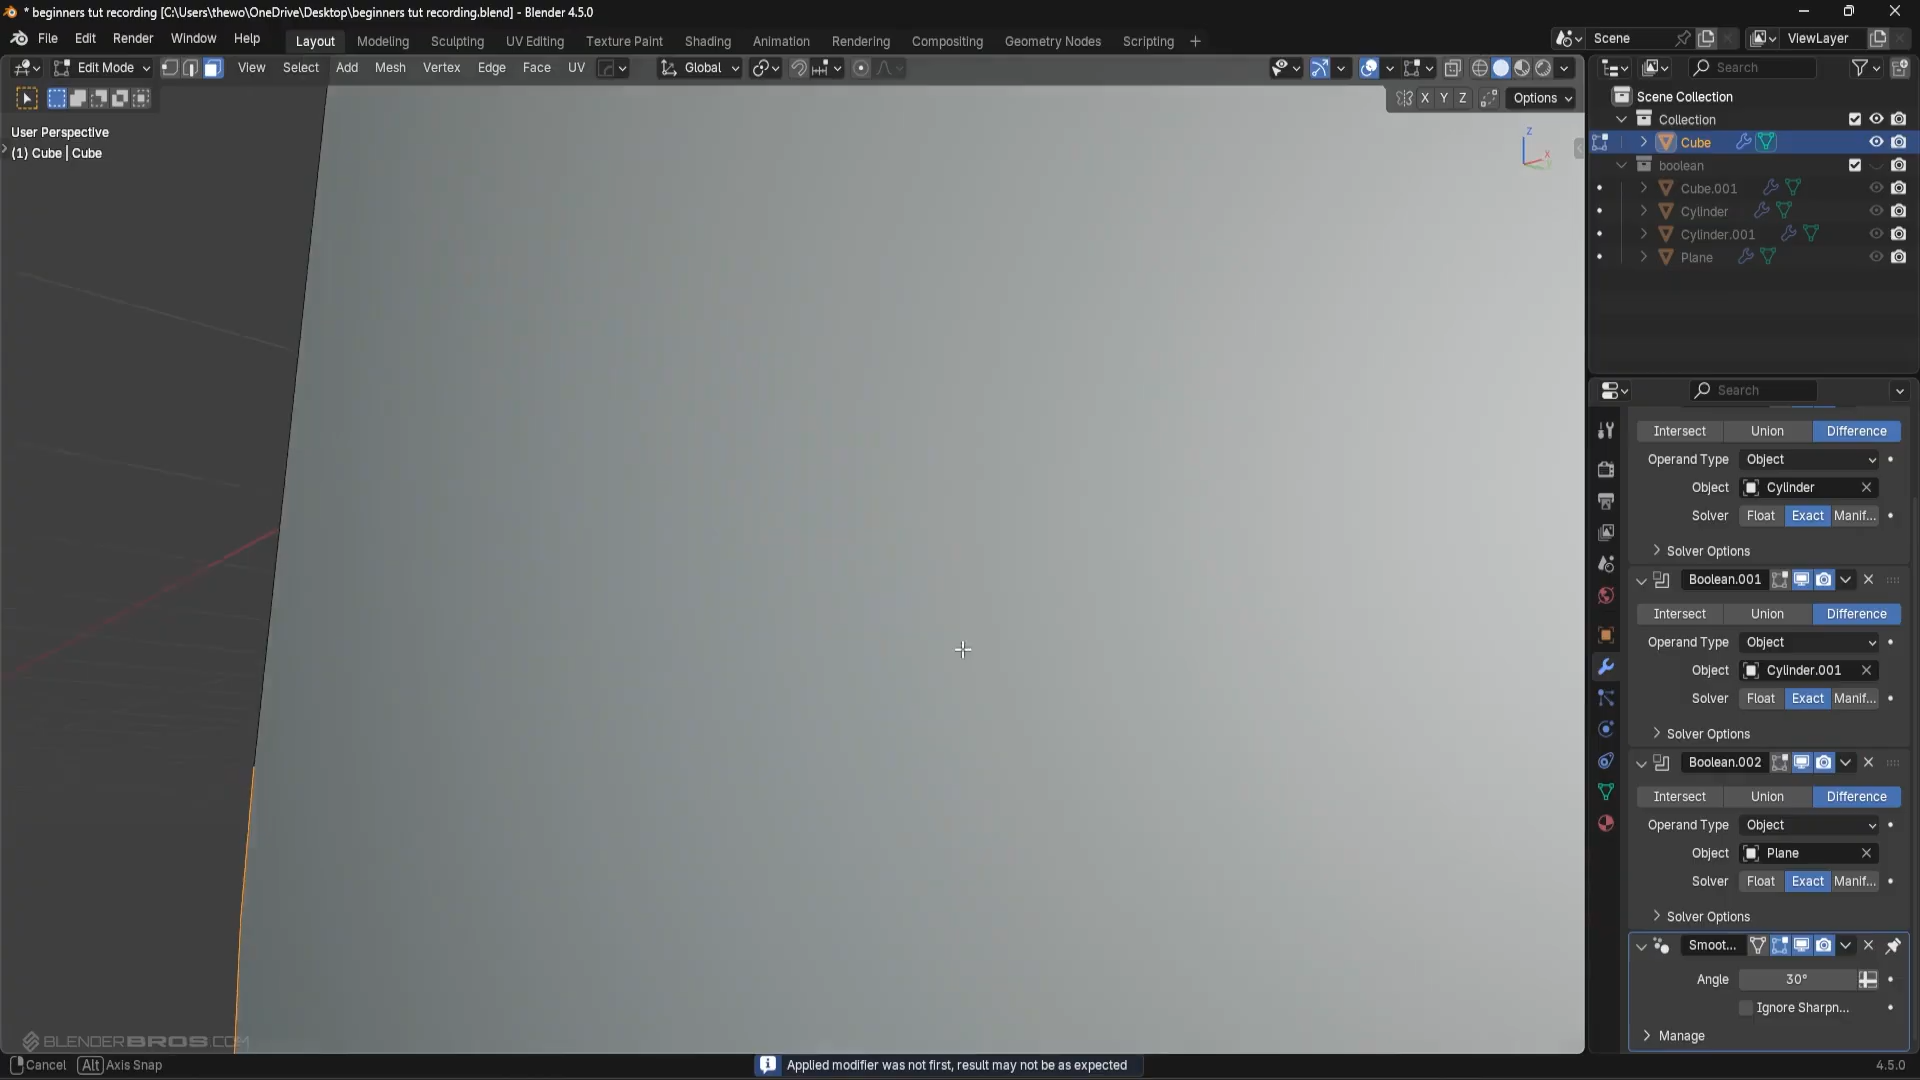 * beginners tut recording [C:\Users\thewo\OneDrive\Desktop\beginners tut recording.blend] - Blender 4.5.0
File Edit Render Window Help Layout Modeling Sculpting UV Editing Texture Paint Shading Animation Rendering Compositing Geometry Nodes Scripting + Scene ViewLayer
Edit Mode View Select Add Mesh Vertex Edge Face UV Global Search
X Y Z Options
User Perspective
(1) Cube | Cube
Z
X
Scene Collection
Collection
Cube
boolean
Cube.001
Cylinder
Cylinder.001
Plane
Search
Intersect Union Difference
Operand Type Object
Object Cylinder
Solver Float Exact Manif...
Solver Options
Boolean.001
Intersect Union Difference
Operand Type Object
Object Cylinder.001
Solver Float Exact Manif...
Solver Options
Boolean.002
Intersect Union Difference
Operand Type Object
Object Plane
Solver Float Exact Manif...
Solver Options
Smoot...
Angle 30°
Ignore Sharpn...
Manage
BLENDERBROS.COM
Cancel Alt Axis Snap Applied modifier was not first, result may not be as expected 4.5.0